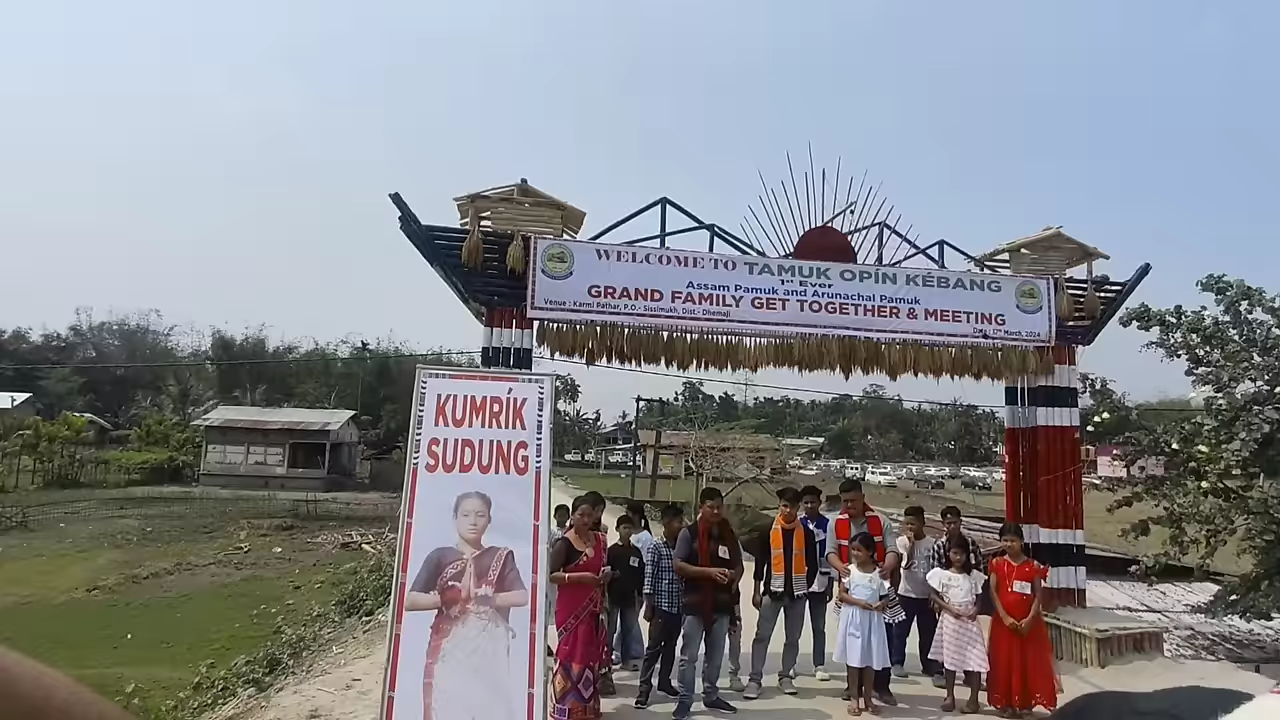 WELCOME TO TAMUK OPÍN KÉBANG
1st Ever
Assam Pamuk and Arunachal Pamuk
GRAND FAMILY GET TOGETHER & MEETING
Venue : Karmi Pathar, P.O.- Sissimukh, Dist.- Dhemaji
Date : 17th March, 2024
KUMRÍK
SUDUNG